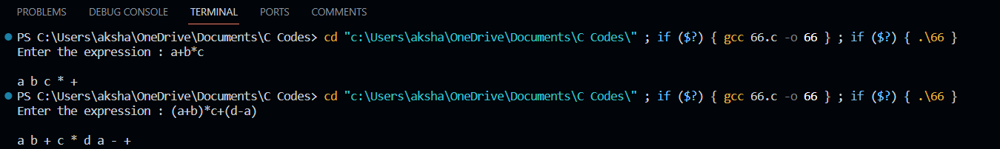 PROBLEMS DEBUG CONSOLE TERMINAL PORTS COMMENTS
PS C:\Users\aksha\OneDrive\Documents\C Codes> cd "c:\Users\aksha\OneDrive\Documents\C Codes\" ; if ($?) { gcc 66.c -o 66 } ; if ($?) { .\66 }
Enter the expression : a+b*c
a b c * +
PS C:\Users\aksha\OneDrive\Documents\C Codes> cd "c:\Users\aksha\OneDrive\Documents\C Codes\" ; if ($?) { gcc 66.c -o 66 } ; if ($?) { .\66 }
Enter the expression : (a+b)*c+(d-a)
a b + c * d a - +